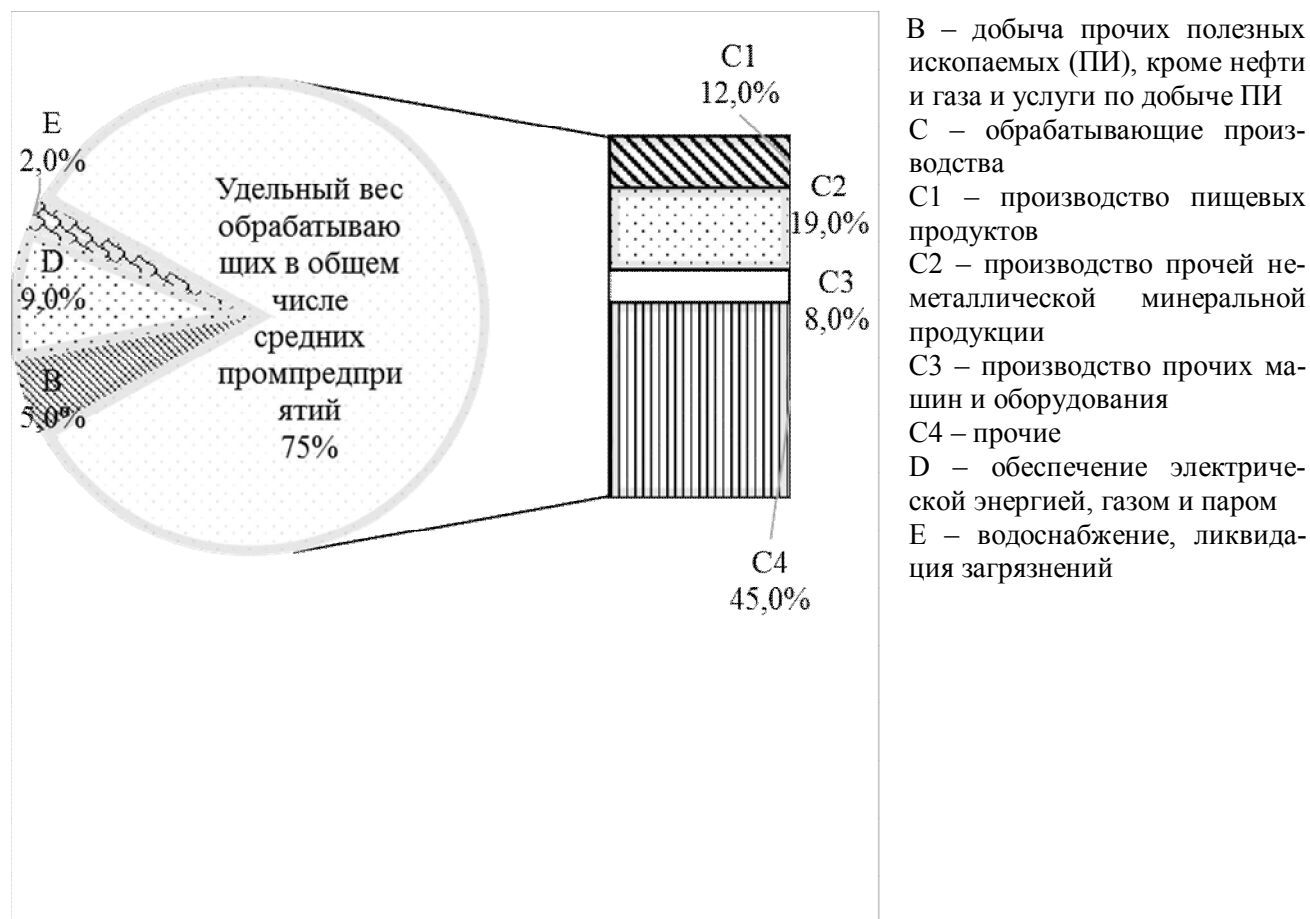 C1
12,0%
E
2,0%
Удельный вес
обрабатываю
щих в общем
числе
средних
промпредпри
ятий
75%
C2
19,0%
D
9,0%
C3
8,0%
B
5,0%
C4
45,0%
B – добыча прочих полезных
ископаемых (ПИ), кроме нефти
и газа и услуги по добыче ПИ
C – обрабатывающие произ-
водства
C1 – производство пищевых
продуктов
C2 – производство прочей не-
металлической минеральной
продукции
C3 – производство прочих ма-
шин и оборудования
C4 – прочие
D – обеспечение электриче-
ской энергией, газом и паром
E – водоснабжение, ликвида-
ция загрязнений